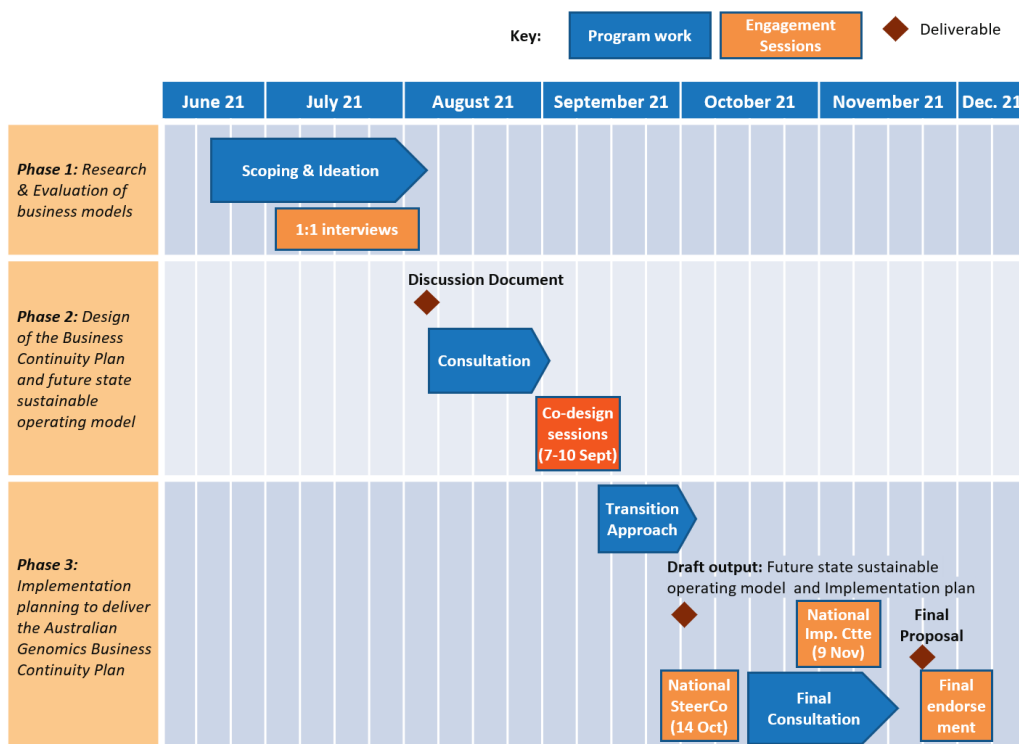 Key:
Program work
Engagement
Sessions
Deliverable
June 21
July 21
August 21
September 21
October 21
November 21
Dec. 21
Phase 1: Research
& Evaluation of
business models
Scoping & Ideation
1:1 interviews
Phase 2: Design
of the Business
Continuity Plan
and future state
sustainable
operating model
Discussion Document
Consultation
Co-design
sessions
(7-10 Sept)
Phase 3:
Implementation
planning to deliver
the Australian
Genomics Business
Continuity Plan
Transition
Approach
Draft output: Future state sustainable
operating model and Implementation plan
National
Imp. Ctte
(9 Nov)
Final
Proposal
National
SteerCo
(14 Oct)
Final
Consultation
Final
endorse
ment